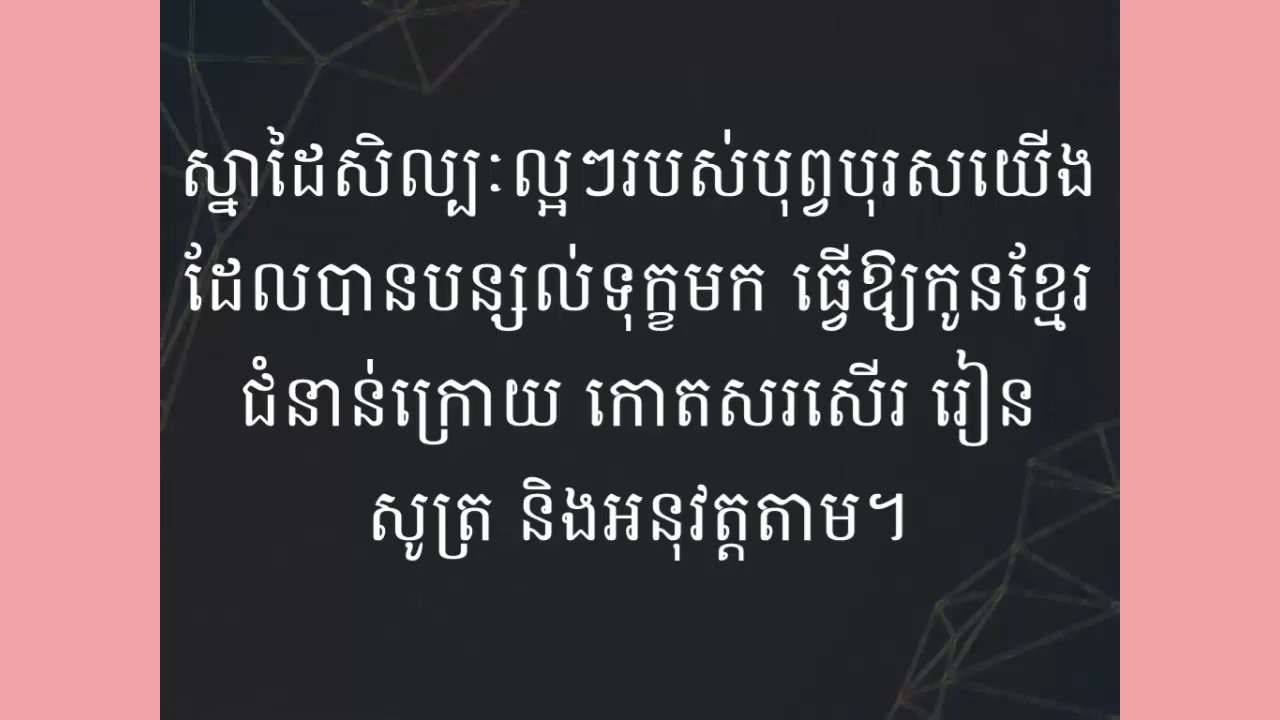 ស្នាដៃសិល្បៈល្អៗរបស់បុព្វបុរសយើង
ដែលបានបន្សល់ទុក្ខមក ធ្វើឱ្យកូនខ្មែរ
ជំនាន់ក្រោយ កោតសរសើរ រៀន
សូត្រ និងអនុវត្តតាម។